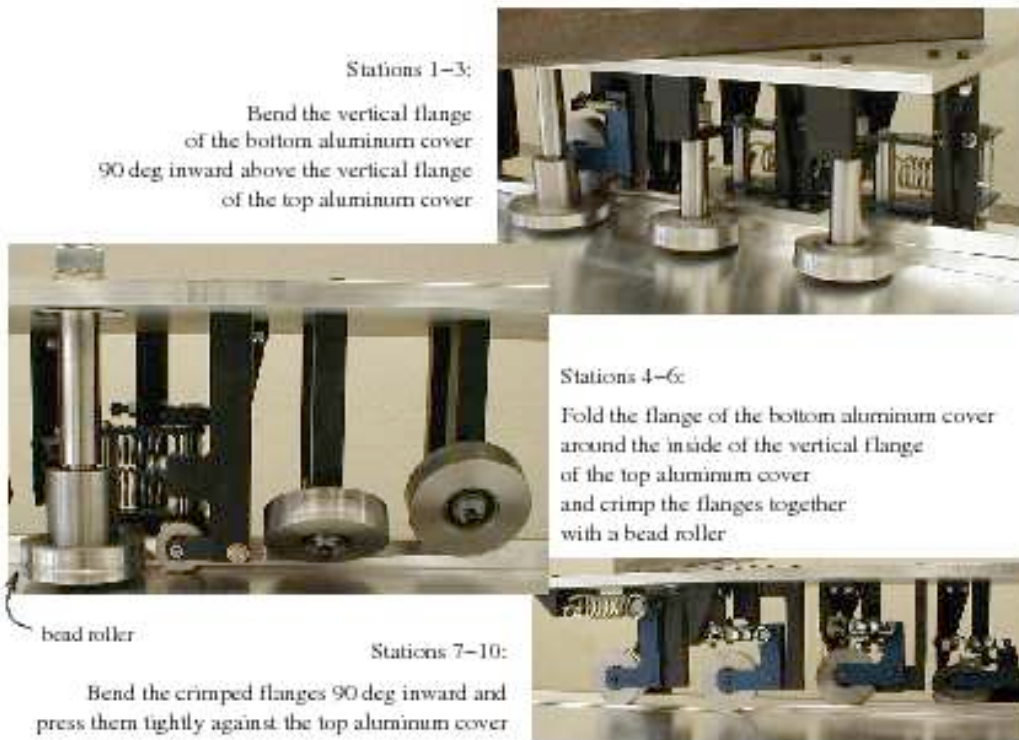 Stations 1–3:
Bend the vertical flange
of the bottom aluminum cover
90 deg inward above the vertical flange
of the top aluminum cover
Stations 4–6:
Fold the flange of the bottom aluminum cover
around the inside of the vertical flange
of the top aluminum cover
and crimp the flanges together
with a bead roller
bead roller
Stations 7–10:
Bend the crimped flanges 90 deg inward and
press them tightly against the top aluminum cover